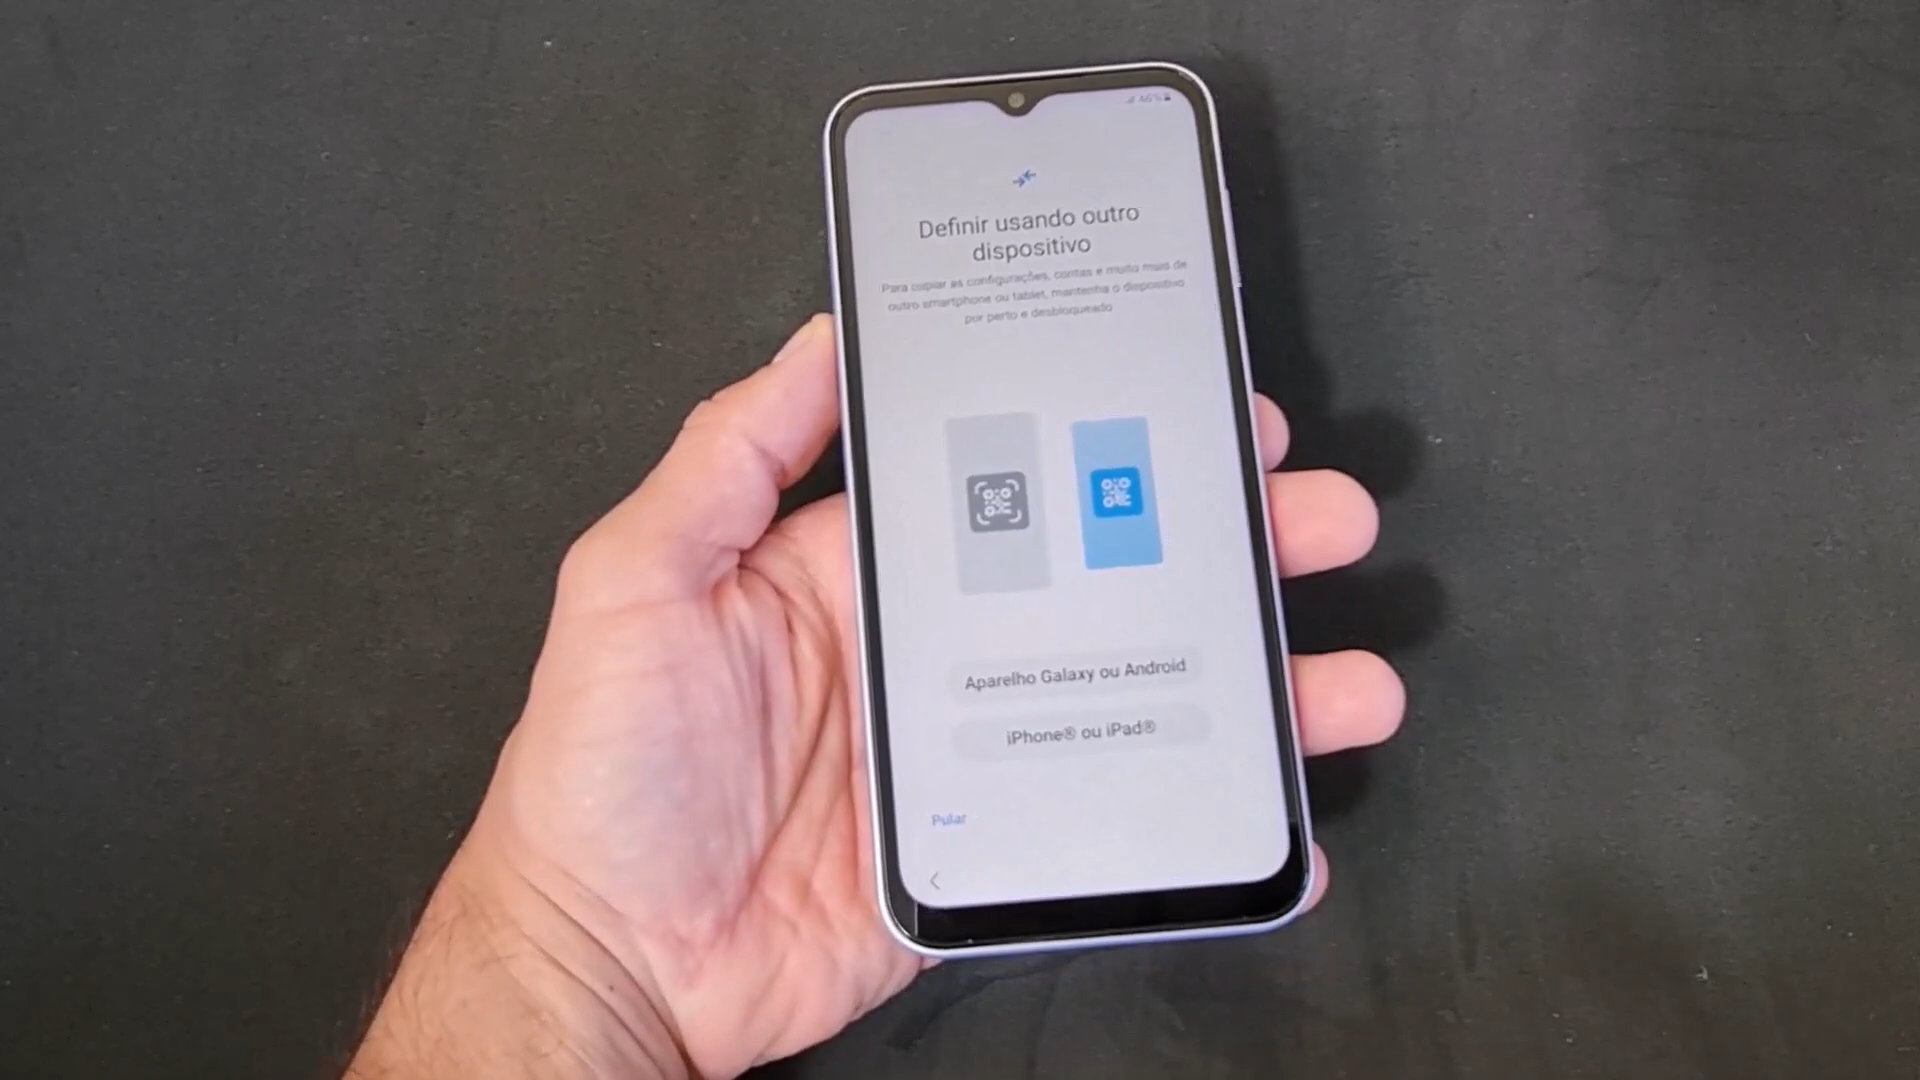 46%
Definir usando outro
dispositivo
Para copiar as configurações, contas e muito mais de
outro smartphone ou tablet, mantenha o dispositivo
por perto e desbloqueado
Aparelho Galaxy ou Android
iPhone® ou iPad®
Pular